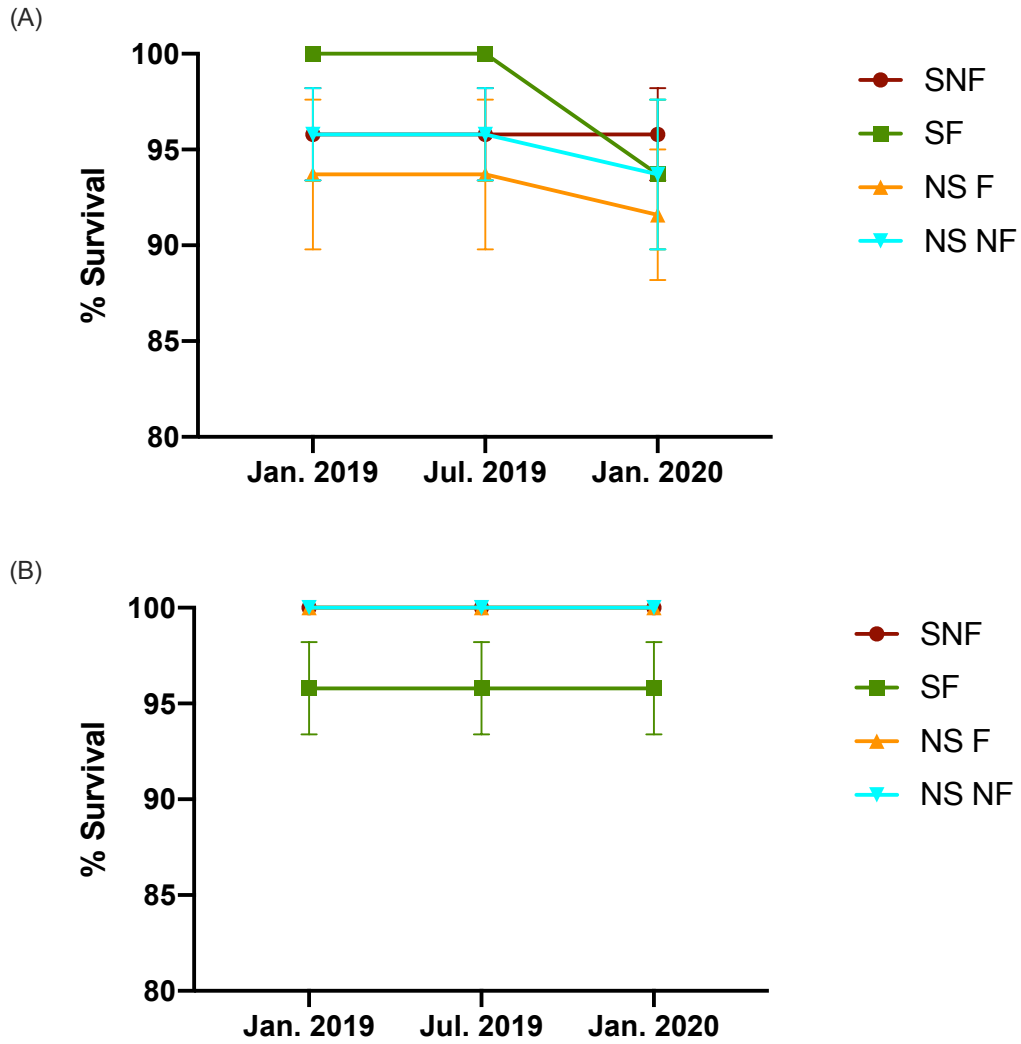 (A)
100
95
90
85
80
% Survival
Jan. 2019 Jul. 2019 Jan. 2020
SNF
SF
NS F
NS NF
(B)
100
95
90
85
80
% Survival
Jan. 2019 Jul. 2019 Jan. 2020
SNF
SF
NS F
NS NF